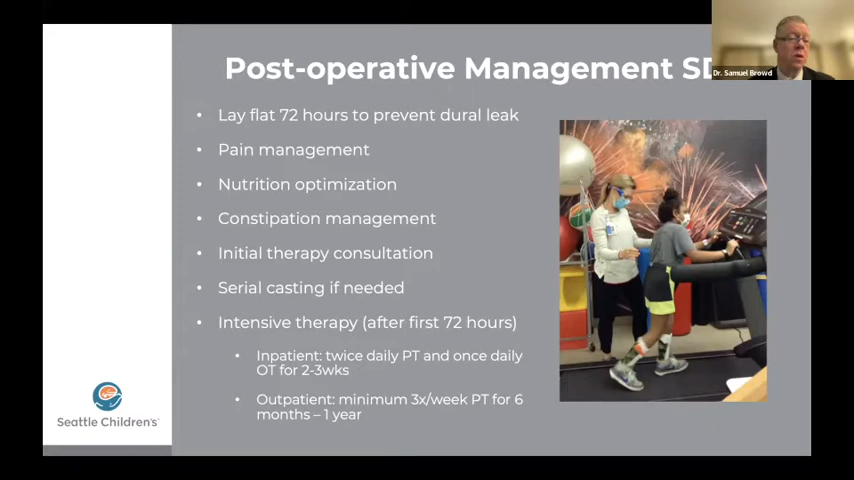 Post-operative Management SD
Dr. Samuel Browd
• Lay flat 72 hours to prevent dural leak
• Pain management
• Nutrition optimization
• Constipation management
• Initial therapy consultation
• Serial casting if needed
• Intensive therapy (after first 72 hours)
• Inpatient: twice daily PT and once daily
OT for 2-3wks
• Outpatient: minimum 3x/week PT for 6
months – 1 year
Seattle Children's